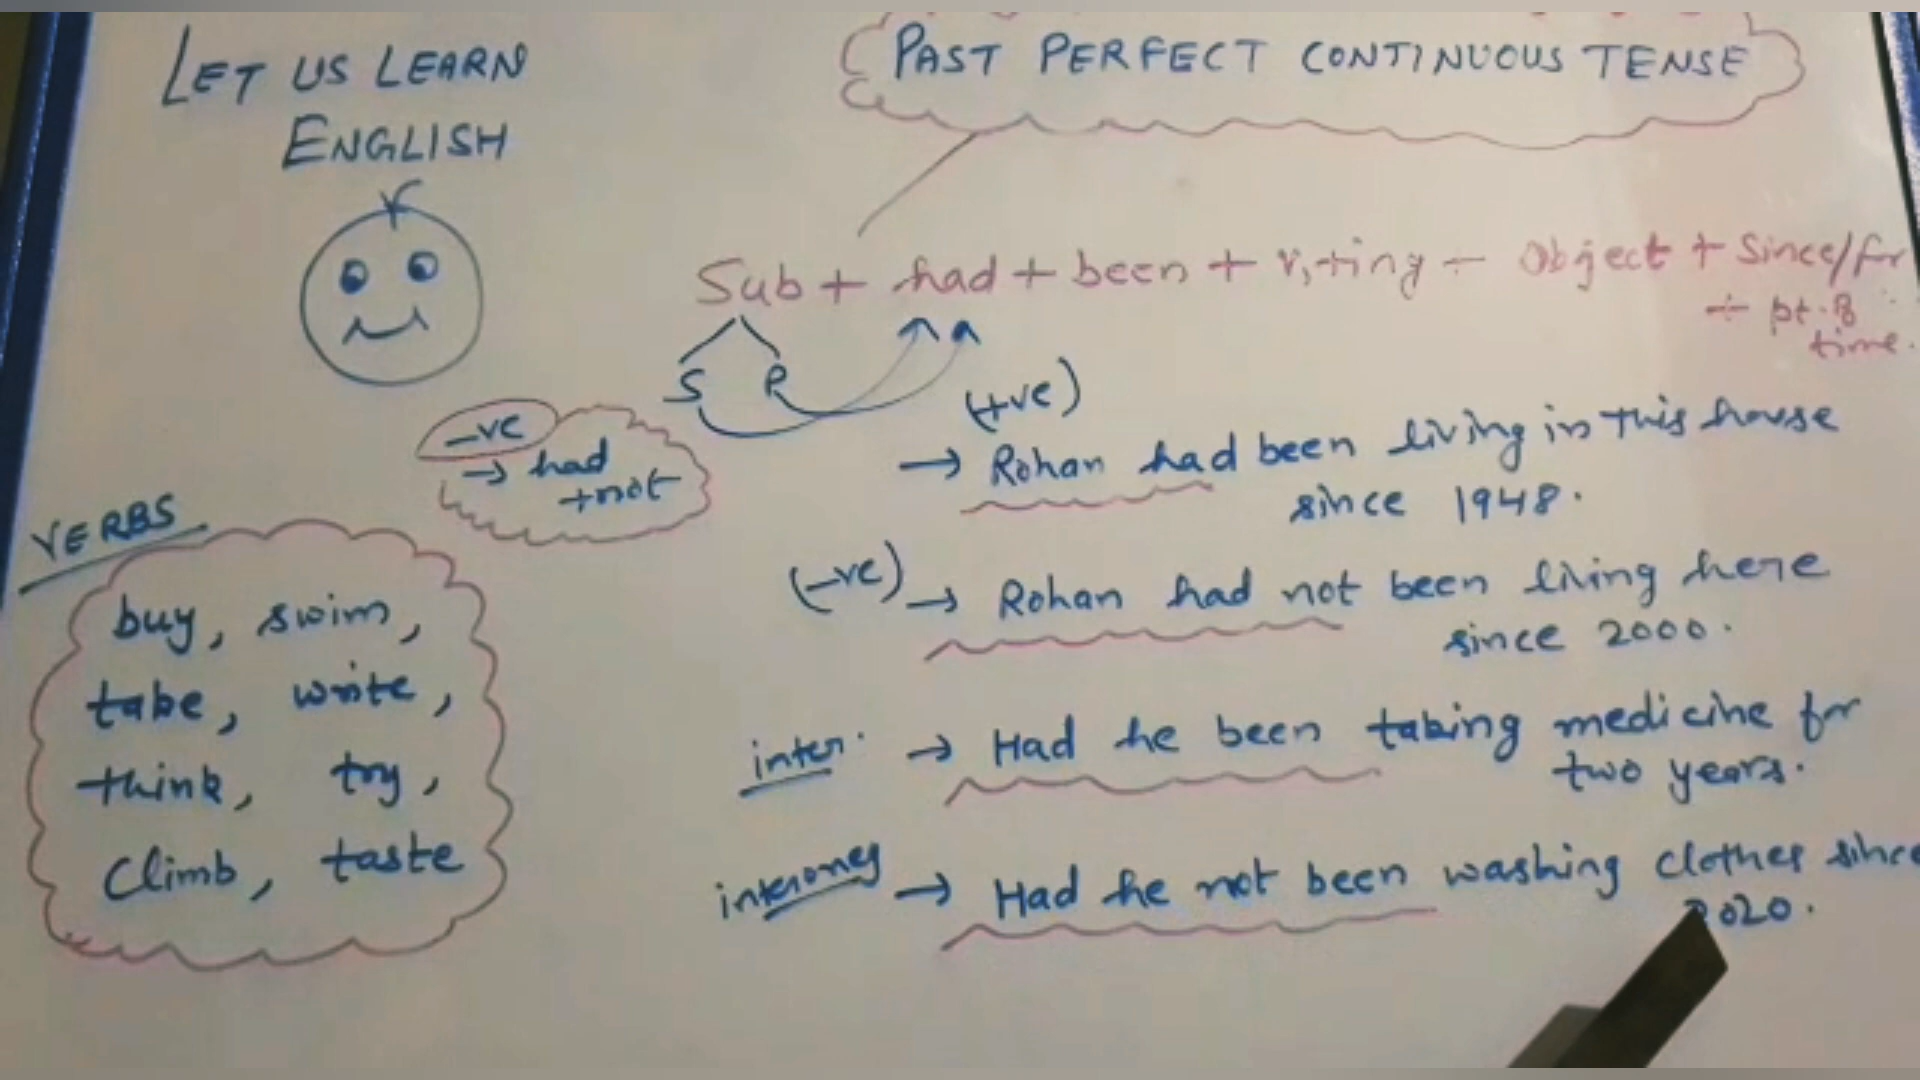 LET US LEARN
ENGLISH
PAST PERFECT CONTINUOUS TENSE
Sub + had + been + v1+ing + Object + Since/for
+ pt. of
time.
S P
(+ve)
→ Rohan had been living in this house
since 1948.
-ve
→ had
+not
(-ve) → Rohan had not been living here
since 2000.
inter. → Had he been taking medicine for
two years.
→ Had he not been washing clothes since
2020.
VERBS
buy, swim,
take, write,
think, try,
Climb, taste